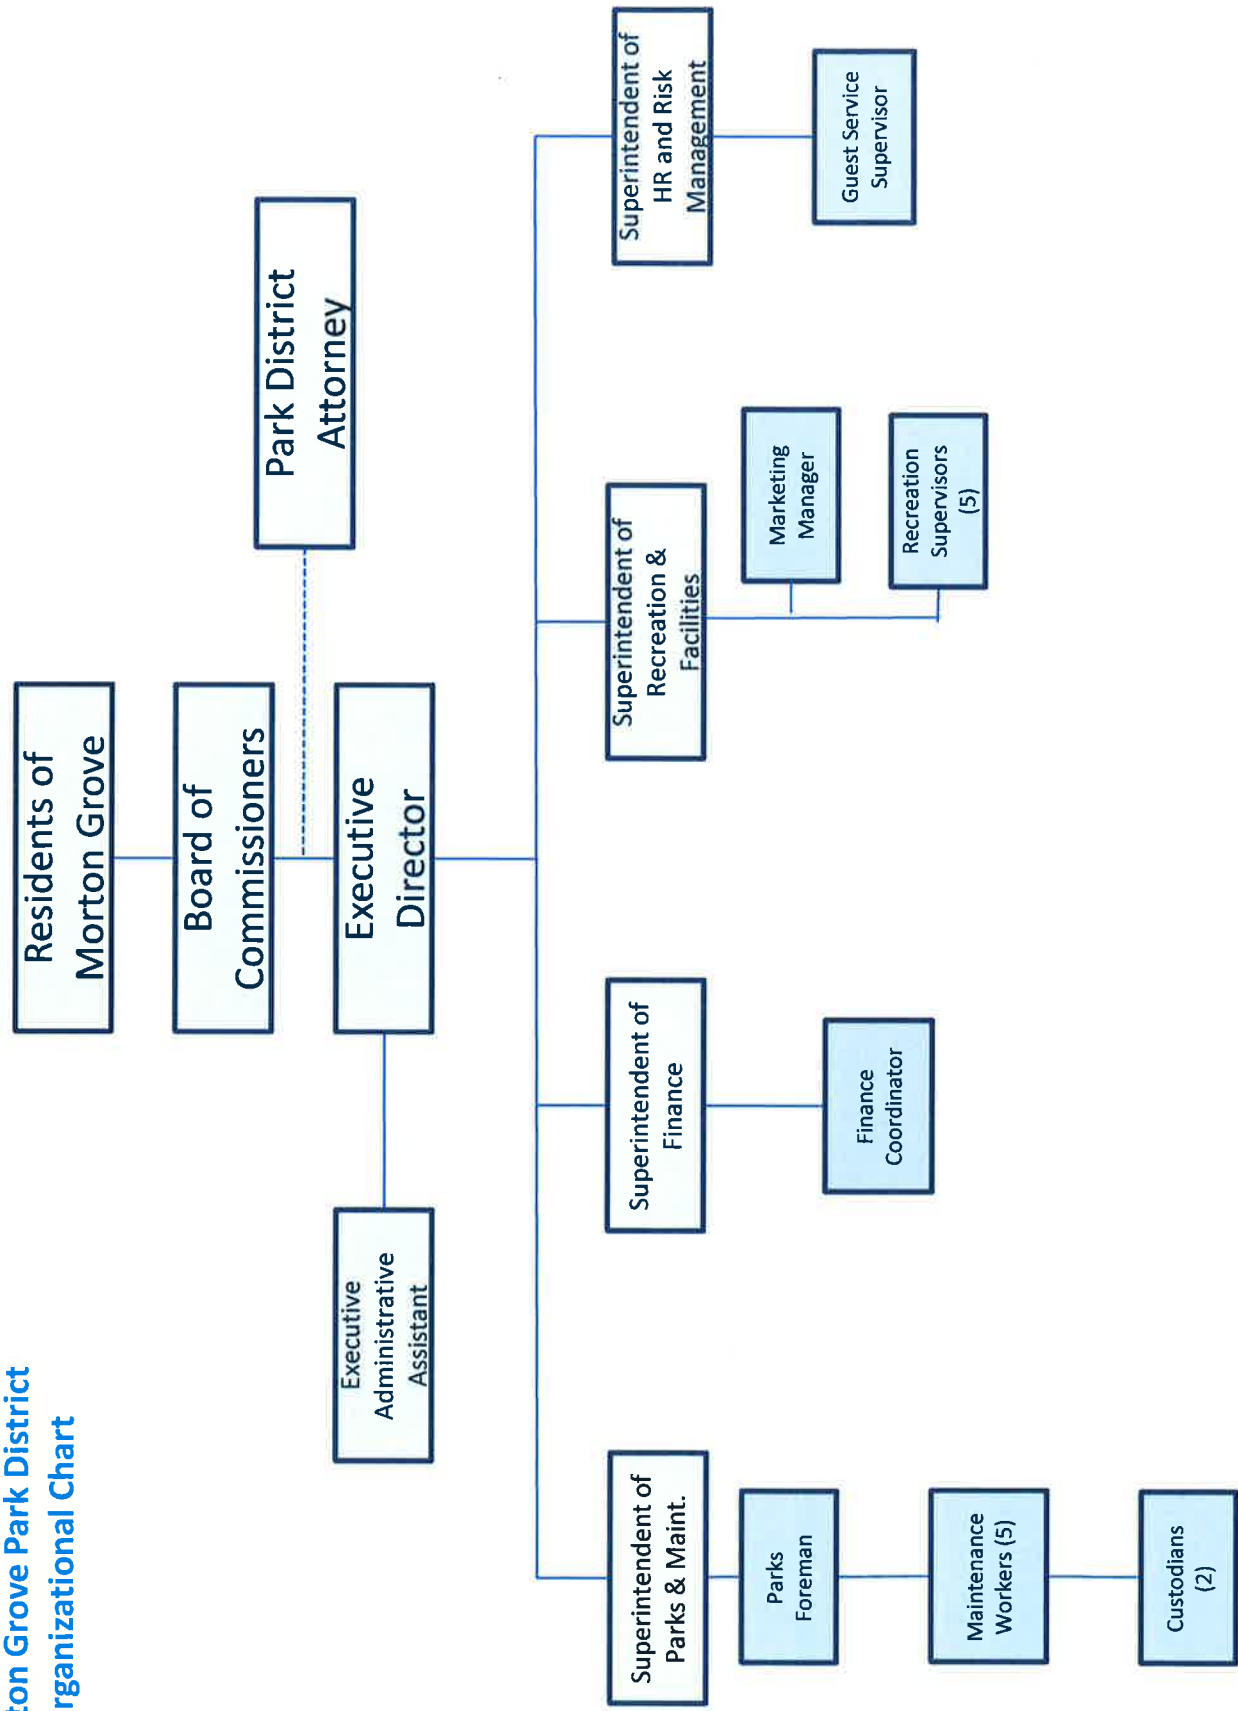 ton Grove Park District
rganizational Chart
Residents of
Morton Grove
Board of
Commissioners
Park District
Attorney
Executive
Director
Executive
Administrative
Assistant
Superintendent of
Parks & Maint.
Superintendent of
Finance
Superintendent of
Recreation &
Facilities
Superintendent of
HR and Risk
Management
Parks
Foreman
Maintenance
Workers (5)
Custodians
(2)
Finance
Coordinator
Marketing
Manager
Recreation
Supervisors
(5)
Guest Service
Supervisor